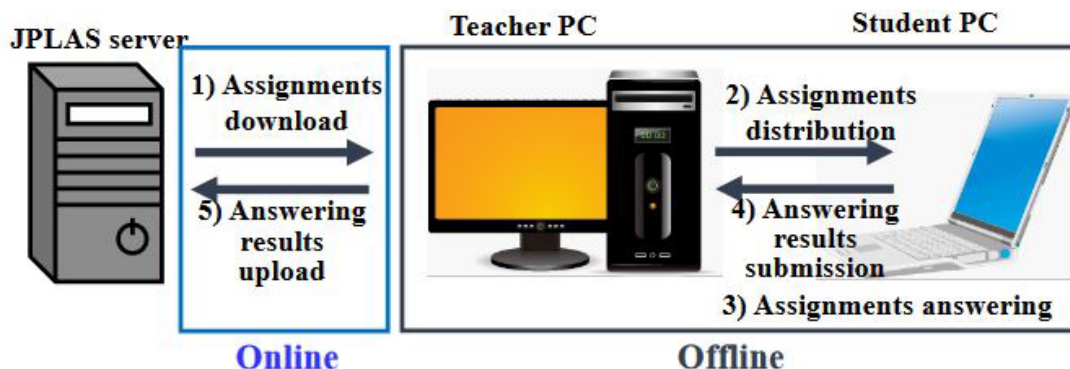 JPLAS server
Teacher PC
Student PC
1) Assignments
download
5) Answering
results
upload
2) Assignments
distribution
4) Answering
results
submission
3) Assignments answering
Online
Offline